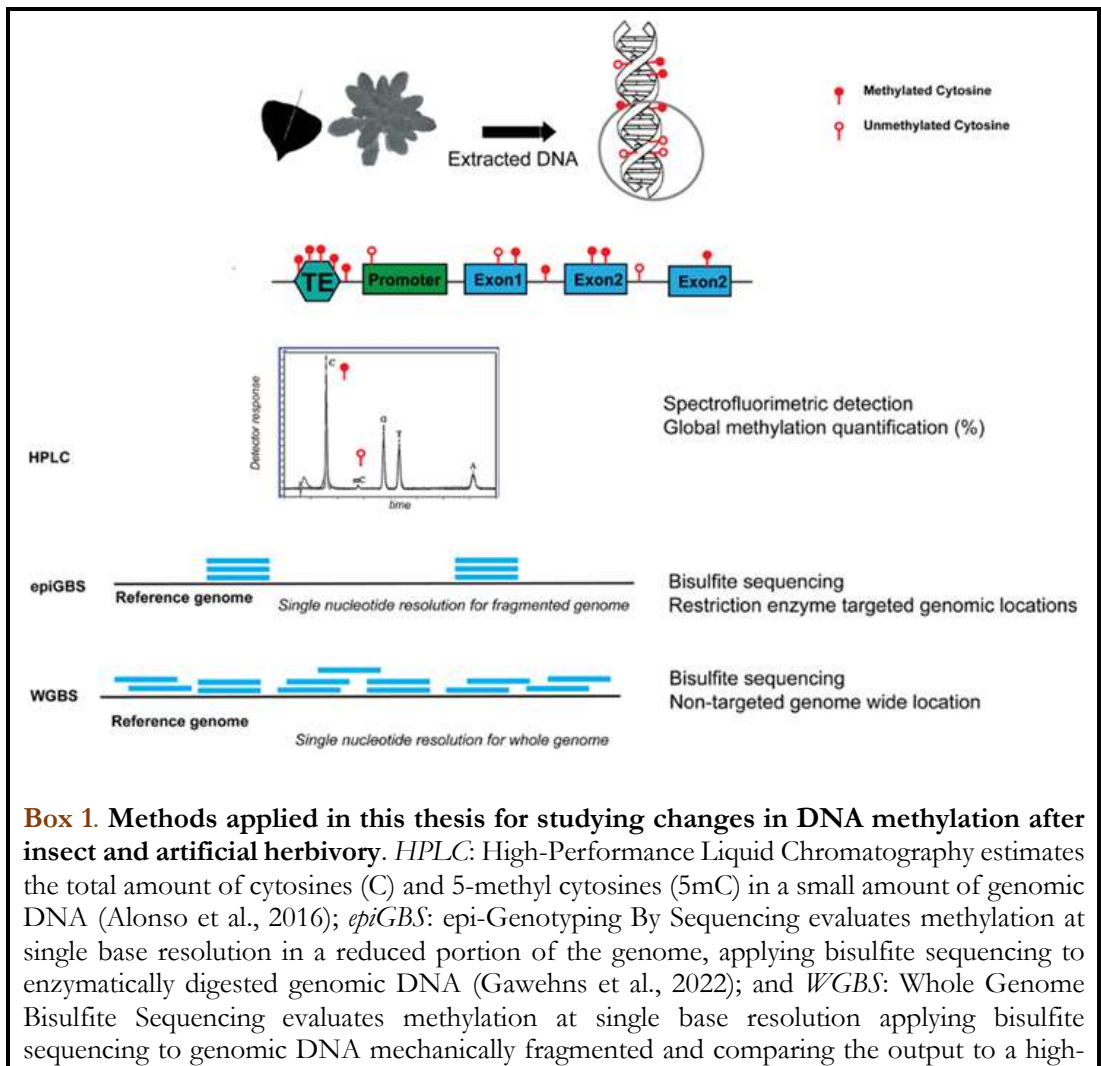 Methylated Cytosine
Unmethylated Cytosine
Extracted DNA
TE
Promoter
Exon1
Exon2
Exon2
HPLC
Detector response
C
mC
G
T
A
time
Spectrofluorimetric detection
Global methylation quantification (%)
epiGBS
Reference genome
Single nucleotide resolution for fragmented genome
Bisulfite sequencing
Restriction enzyme targeted genomic locations
WGBS
Reference genome
Single nucleotide resolution for whole genome
Bisulfite sequencing
Non-targeted genome wide location
Box 1. Methods applied in this thesis for studying changes in DNA methylation after
insect and artificial herbivory. HPLC: High-Performance Liquid Chromatography estimates
the total amount of cytosines (C) and 5-methyl cytosines (5mC) in a small amount of genomic
DNA (Alonso et al., 2016); epiGBS: epi-Genotyping By Sequencing evaluates methylation at
single base resolution in a reduced portion of the genome, applying bisulfite sequencing to
enzymatically digested genomic DNA (Gawehns et al., 2022); and WGBS: Whole Genome
Bisulfite Sequencing evaluates methylation at single base resolution applying bisulfite
sequencing to genomic DNA mechanically fragmented and comparing the output to a high-